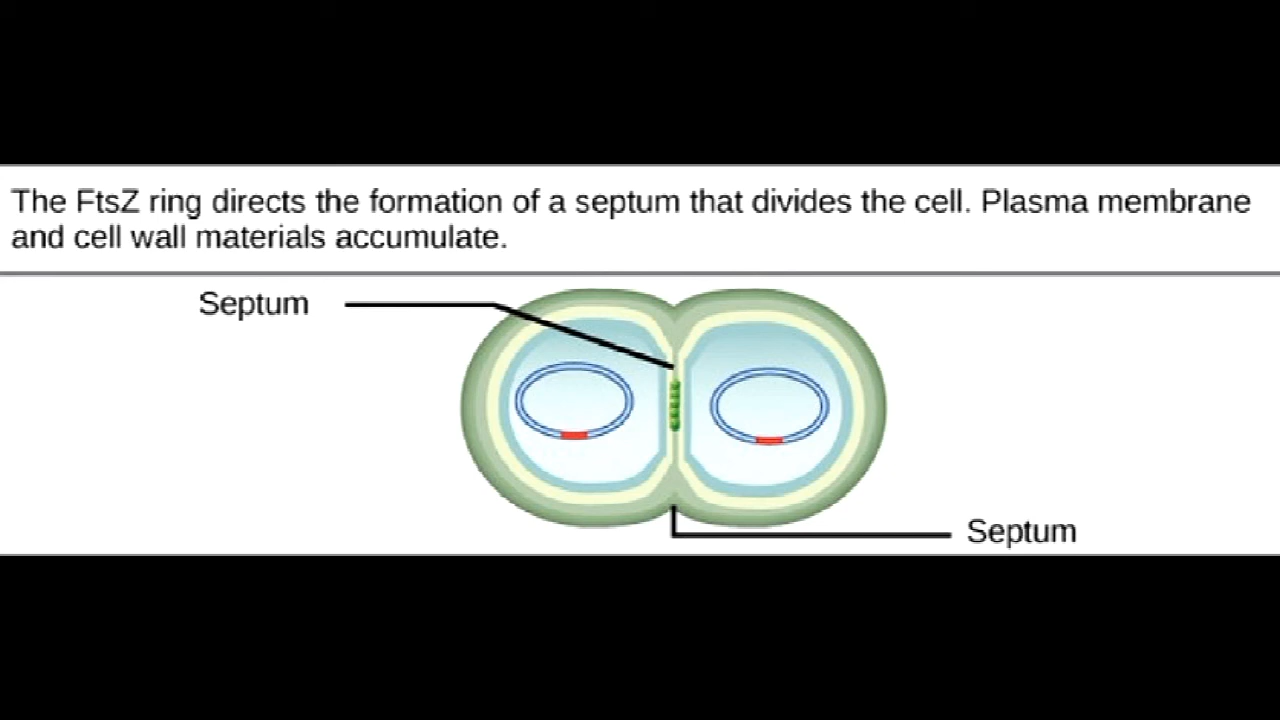 The FtsZ ring directs the formation of a septum that divides the cell. Plasma membrane
and cell wall materials accumulate.
Septum
Septum